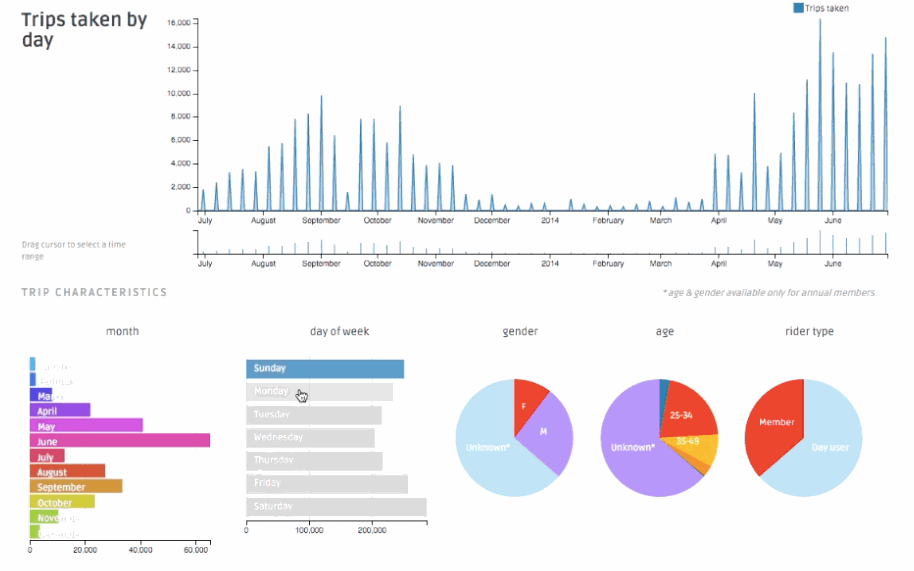 Trips taken by
day
Trips taken
16,000
14,000
12,000
10,000
8,000
6,000
4,000
2,000
0
July August September October November December 2014 February March April May June
Drag cursor to select a time
range
July August September October November December 2014 February March April May June
TRIP CHARACTERISTICS
* age & gender available only for annual members
month day of week gender age rider type
Mar
April
May
June
July
August
September
October
Nove
0 20,000 40,000 60,000
Sunday
Monday
Tuesday
Wednesday
Thursday
Friday
Saturday
0 100,000 200,000
F
M
Unknown*
25-34
35-49
Unknown*
Member
Day user